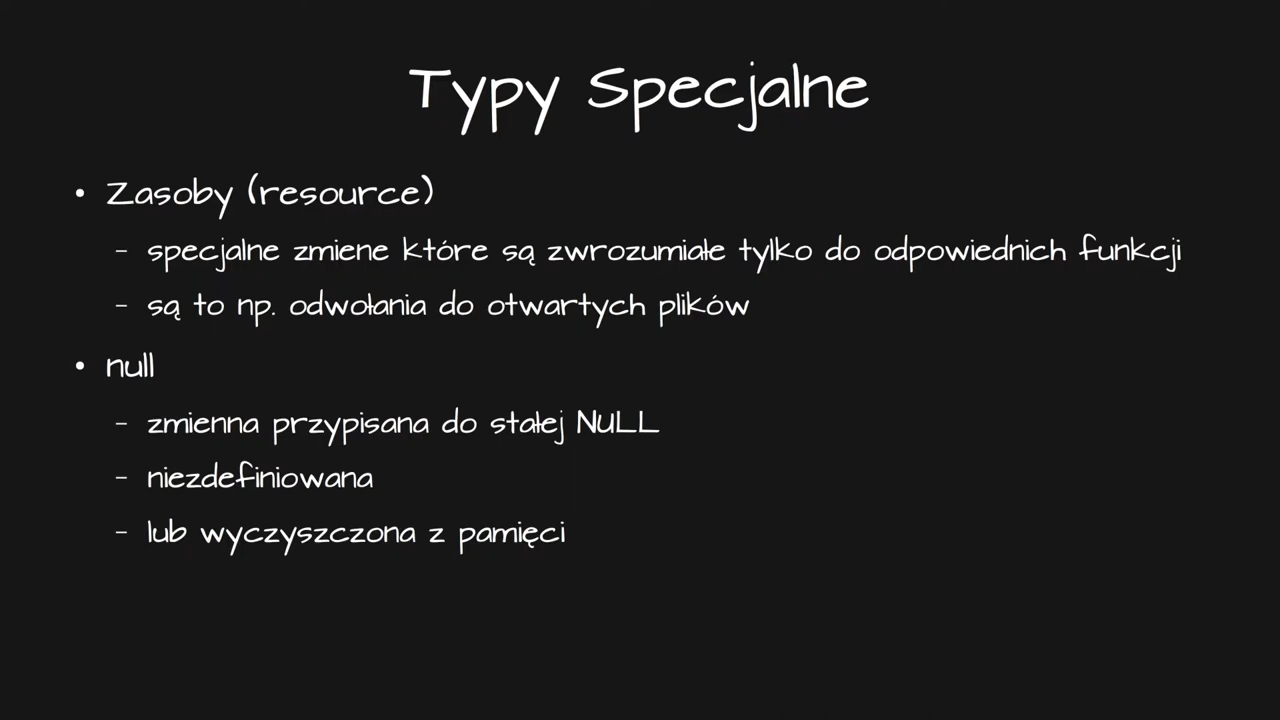 Typy Specjalne
• Zasoby (resource)
– specjalne zmiene które są zwrozumiałe tylko do odpowiednich funkcji
– są to np. odwołania do otwartych plików
• null
– zmienna przypisana do stałej NULL
– niezdefiniowana
– lub wyczyszczona z pamięci